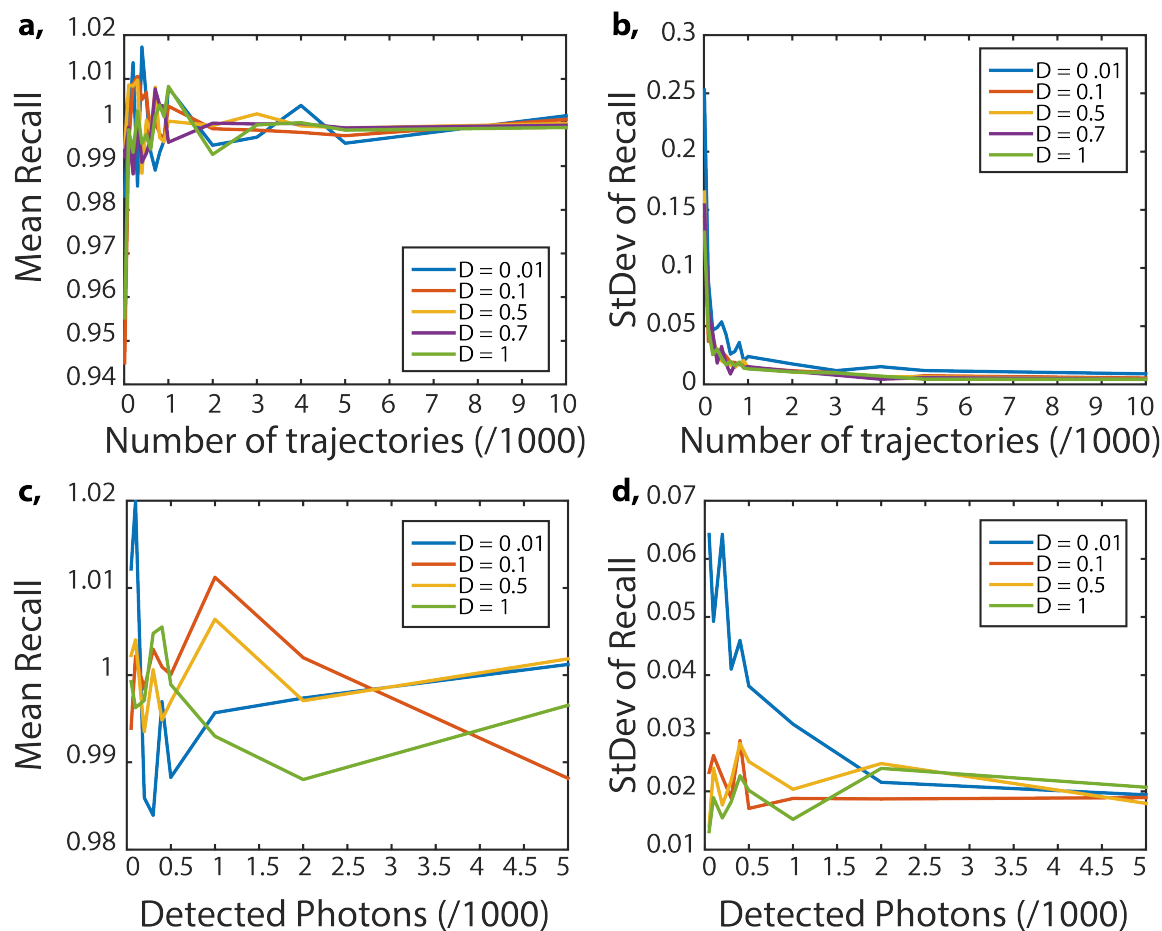 a,
1.02
1.01
1
0.99
0.98
0.97
0.96
0.95
0.94
Mean Recall
D = 0 .01
D = 0.1
D = 0.5
D = 0.7
D = 1
0 1 2 3 4 5 6 7 8 9 10
Number of trajectories (/1000)
b,
0.3
0.25
0.2
0.15
0.1
0.05
0
StDev of Recall
D = 0 .01
D = 0.1
D = 0.5
D = 0.7
D = 1
0 1 2 3 4 5 6 7 8 9 10
Number of trajectories (/1000)
c,
1.02
1.01
1
0.99
0.98
Mean Recall
D = 0 .01
D = 0.1
D = 0.5
D = 1
0 0.5 1 1.5 2 2.5 3 3.5 4 4.5 5
Detected Photons (/1000)
d,
0.07
0.06
0.05
0.04
0.03
0.02
0.01
StDev of Recall
D = 0.01
D = 0.1
D = 0.5
D = 1
0 0.5 1 1.5 2 2.5 3 3.5 4 4.5 5
Detected Photons (/1000)